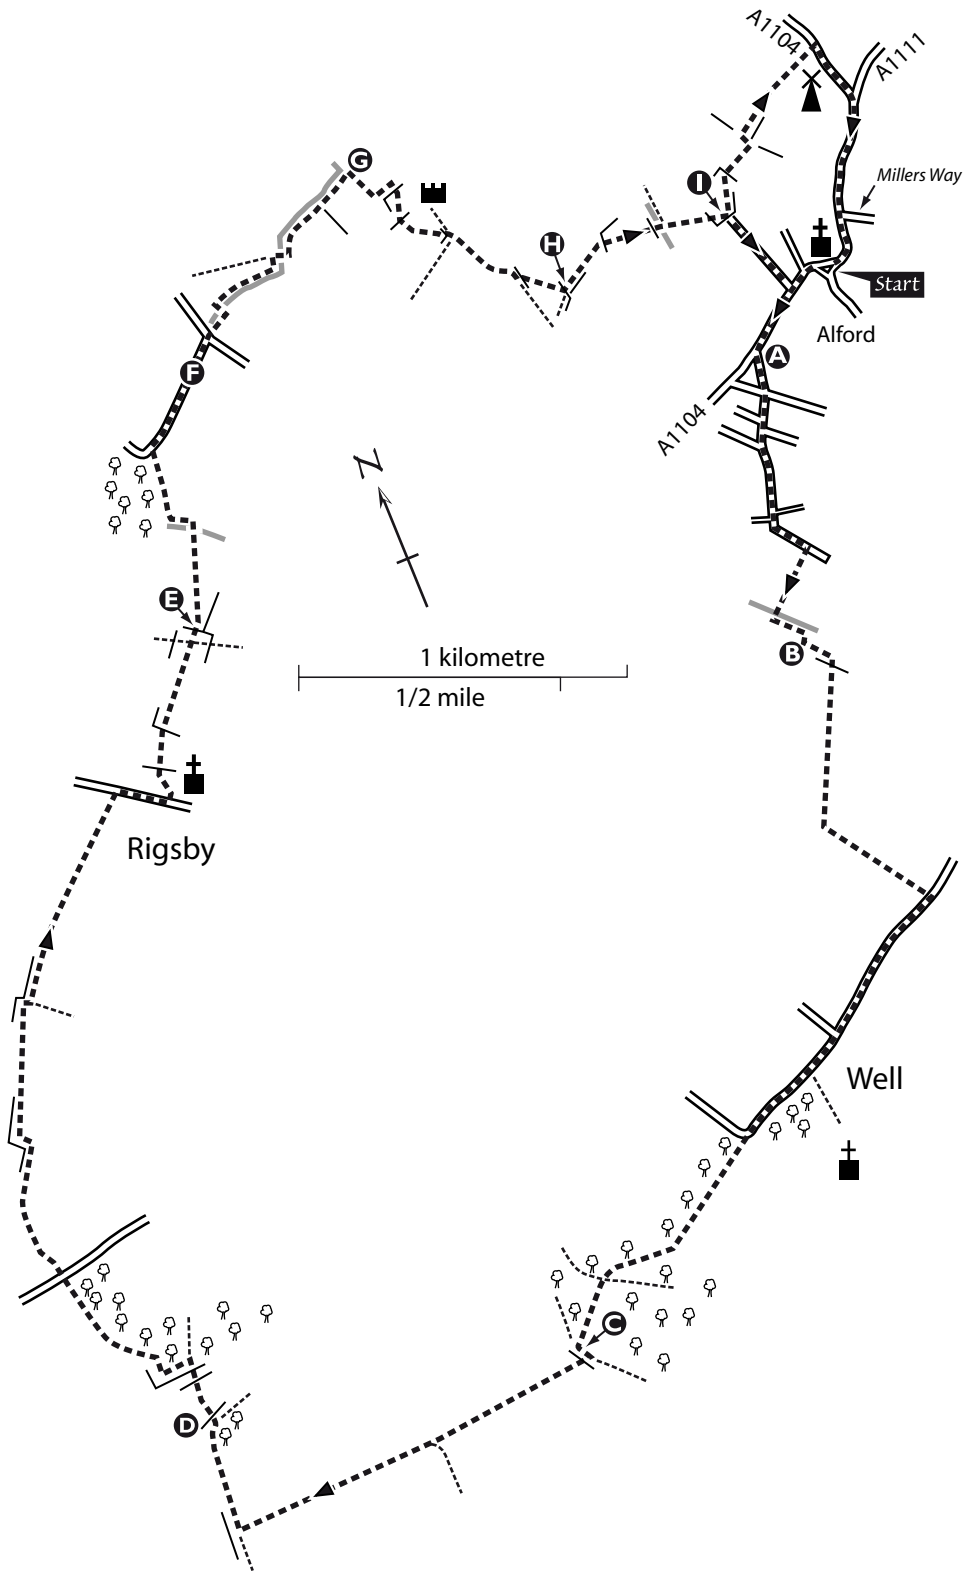 A1104
A1111
G
I
Millers Way
H
Start
Alford
A
F
A1104
N
E
1 kilometre
1/2 mile
B
Rigsby
Well
C
D